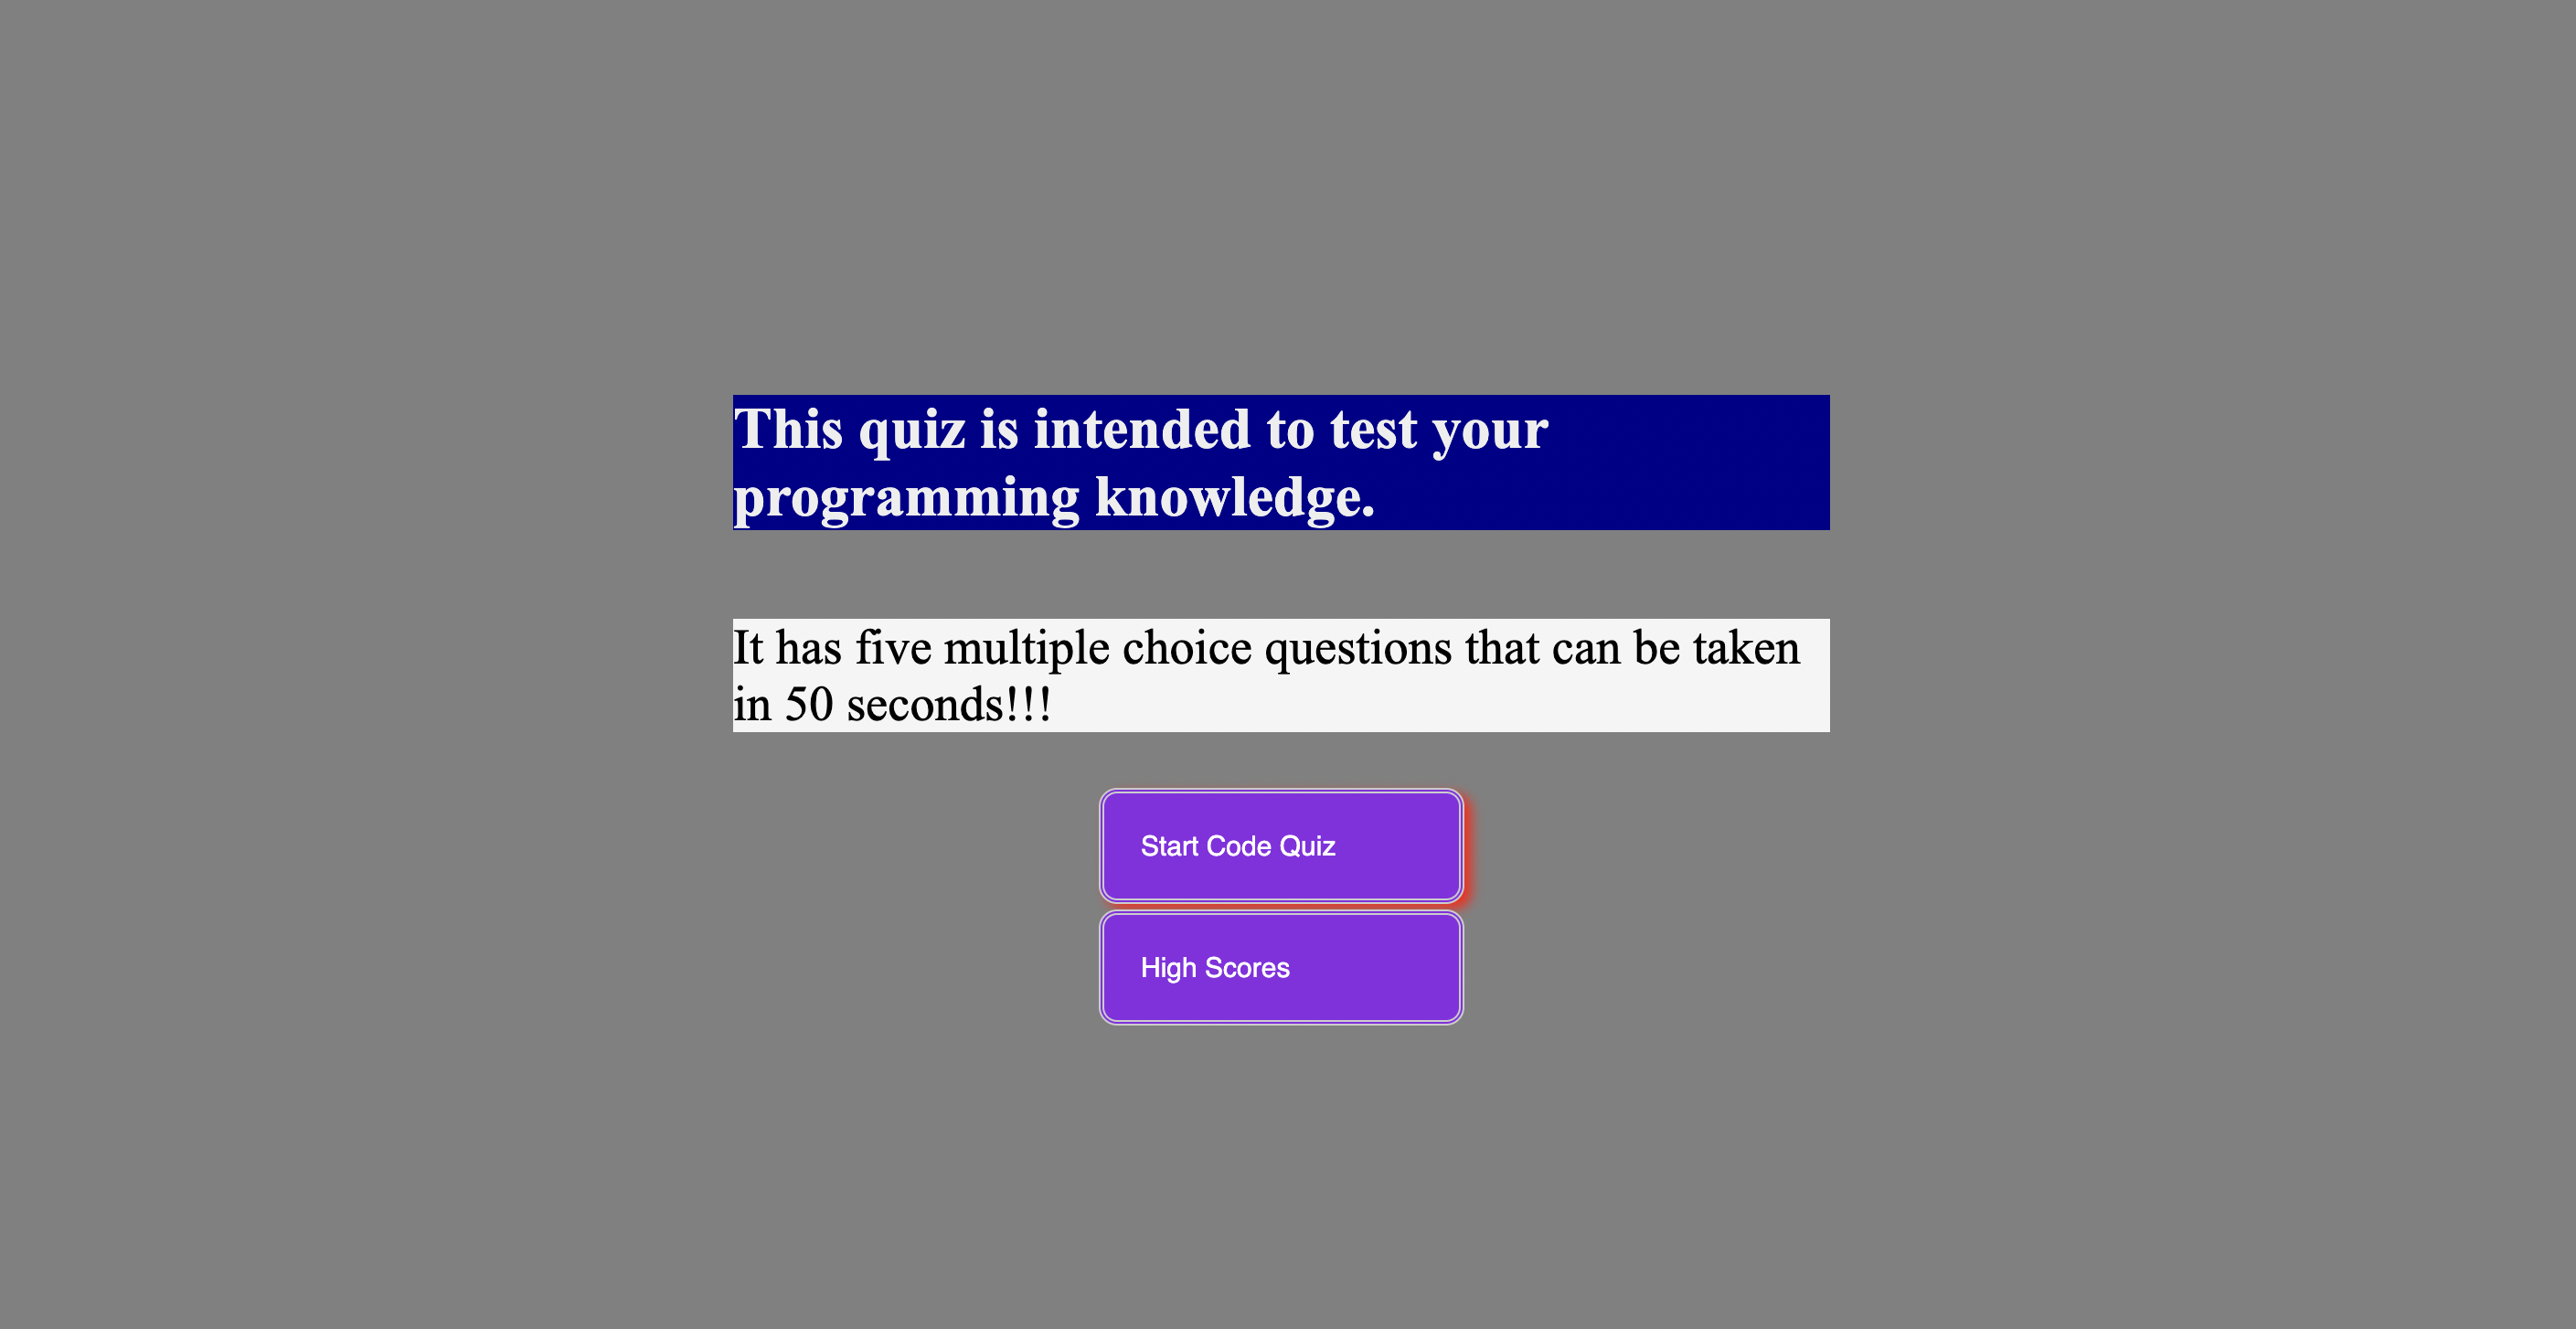 This quiz is intended to test your
programming knowledge.
It has five multiple choice questions that can be taken
in 50 seconds!!!
Start Code Quiz
High Scores